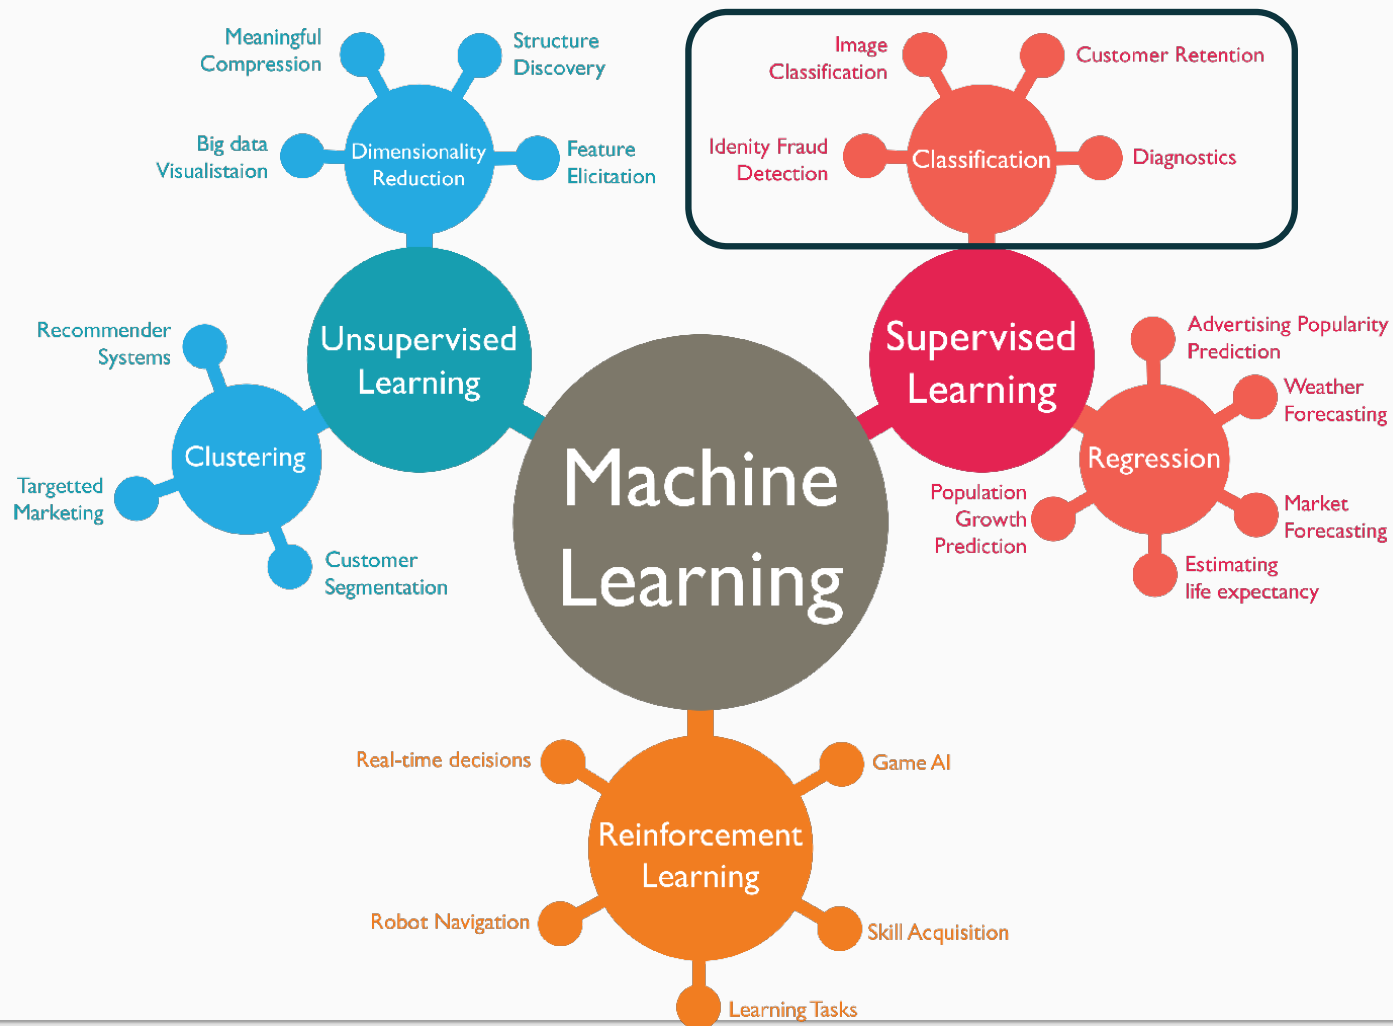 Meaningful
Compression
Structure
Discovery
Big data
Visualistaion
Dimensionality
Reduction
Feature
Elicitation
Image
Classification
Customer Retention
Idenity Fraud
Detection
Classification
Diagnostics
Unsupervised
Learning
Supervised
Learning
Recommender
Systems
Clustering
Targetted
Marketing
Customer
Segmentation
Advertising Popularity
Prediction
Weather
Forecasting
Regression
Population
Growth
Prediction
Market
Forecasting
Estimating
life expectancy
Machine
Learning
Real-time decisions
Game AI
Reinforcement
Learning
Robot Navigation
Skill Acquisition
Learning Tasks